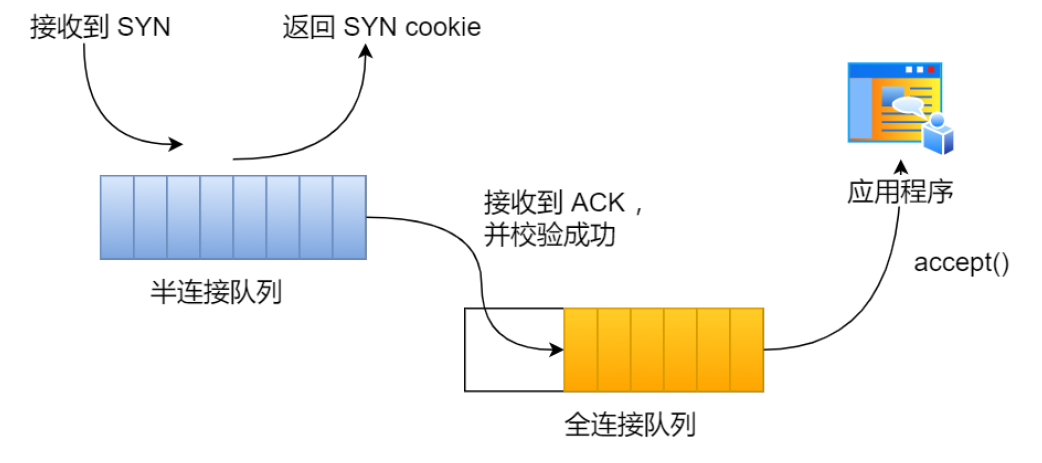 接收到 SYN
返回 SYN cookie
应用程序
接收到 ACK，
并校验成功
accept()
半连接队列
全连接队列